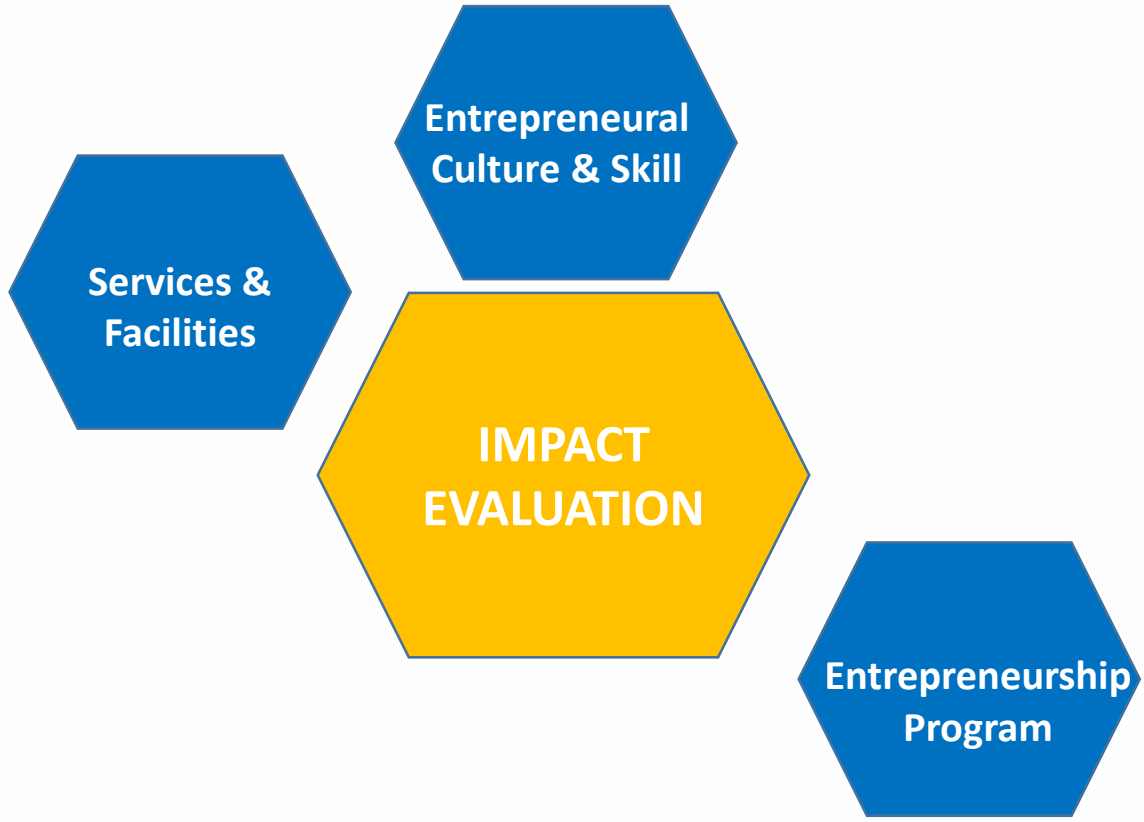 Entrepreneural
Culture & Skill
Services &
Facilities
IMPACT
EVALUATION
Entrepreneurship
Program